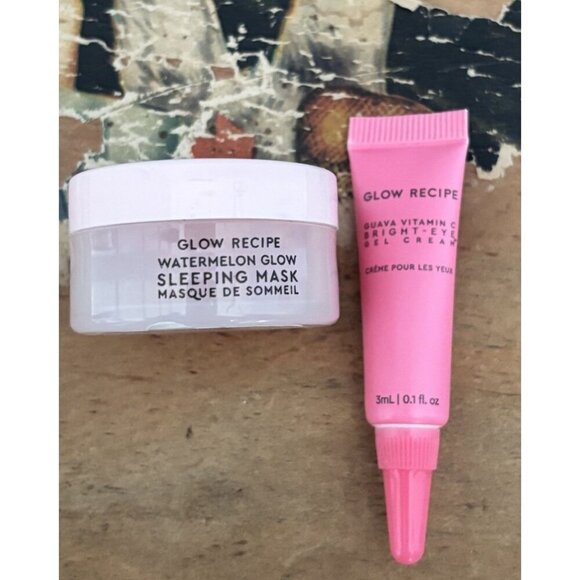 GLOW RECIPE
WATERMELON GLOW
SLEEPING MASK
MASQUE DE SOMMEIL
GLOW RECIPE
GUAVA VITAMIN C
BRIGHT-EYE
GEL CREAM
CRÈME POUR LES YEUX
3mL | 0.1 fl. oz